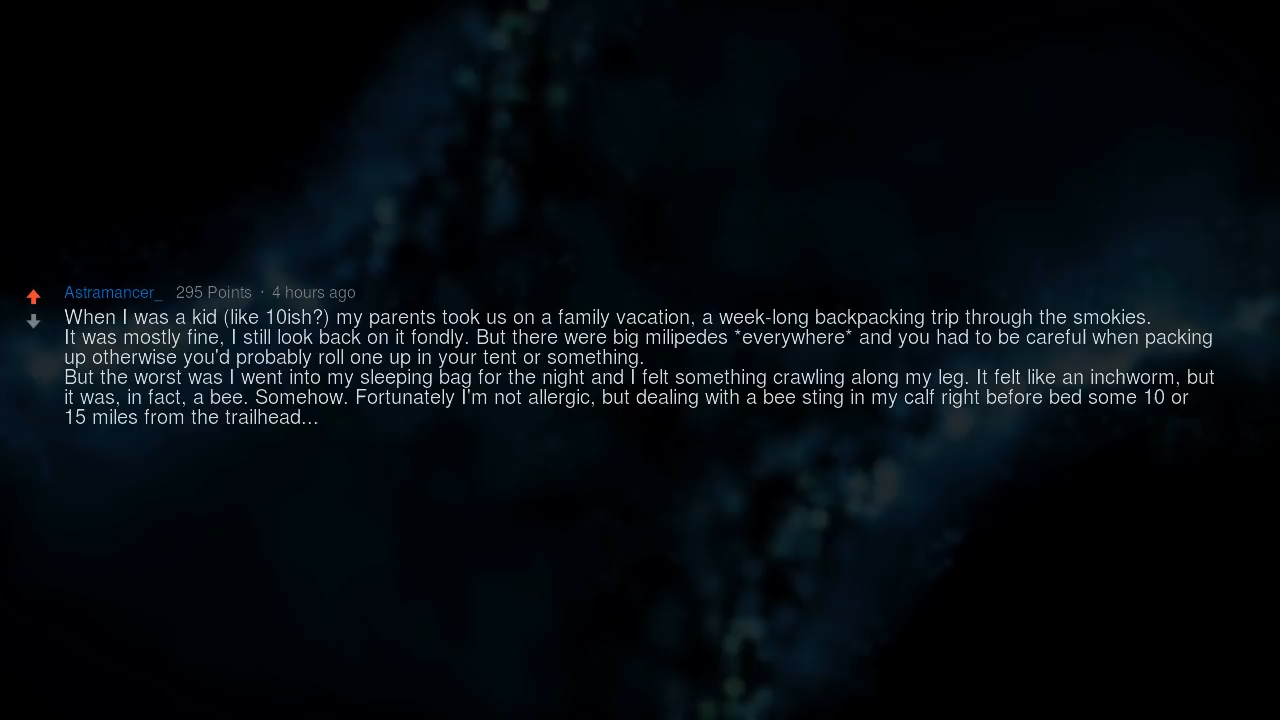 Astramancer_ 295 Points · 4 hours ago
When I was a kid (like 10ish?) my parents took us on a family vacation, a week-long backpacking trip through the smokies.
It was mostly fine, I still look back on it fondly. But there were big milipedes *everywhere* and you had to be careful when packing
up otherwise you'd probably roll one up in your tent or something.
But the worst was I went into my sleeping bag for the night and I felt something crawling along my leg. It felt like an inchworm, but
it was, in fact, a bee. Somehow. Fortunately I'm not allergic, but dealing with a bee sting in my calf right before bed some 10 or
15 miles from the trailhead...